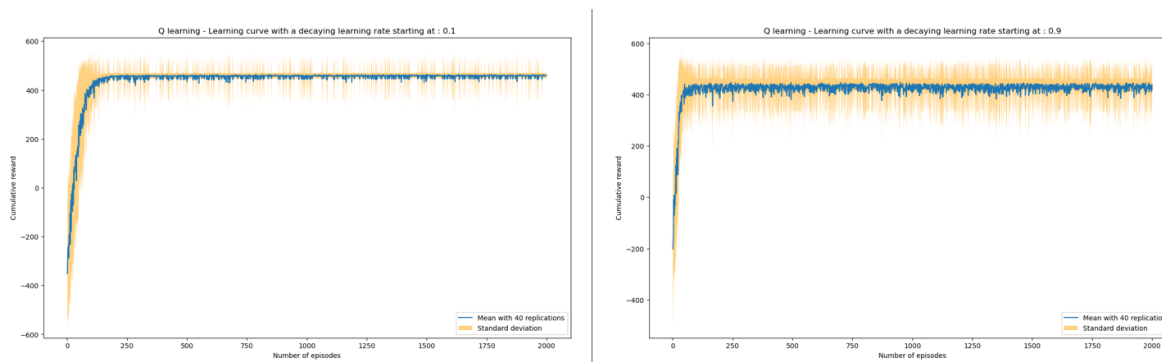 Q learning - Learning curve with a decaying learning rate starting at : 0.1
600
400
200
0
−200
−400
−600
Cumulative reward
0 250 500 750 1000 1250 1500 1750 2000
Number of episodes
Mean with 40 replications
Standard deviation
Q learning - Learning curve with a decaying learning rate starting at : 0.9
600
400
200
0
−200
−400
Cumulative reward
0 250 500 750 1000 1250 1500 1750 2000
Number of episodes
Mean with 40 replications
Standard deviation